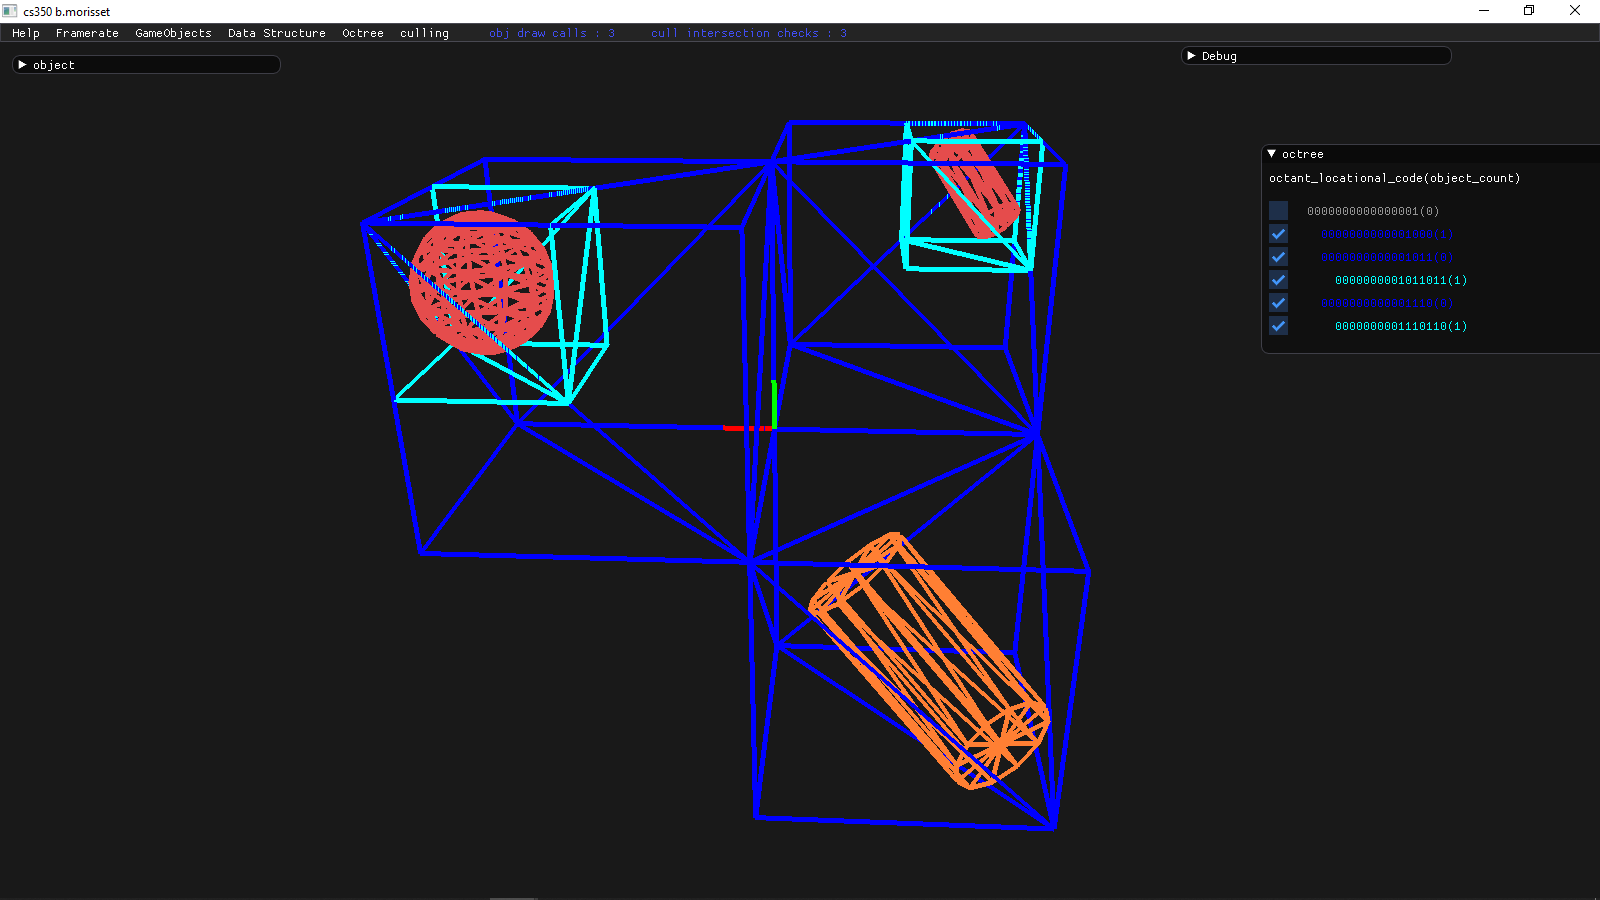 cs350 b.morisset
Help Framerate GameObjects Data Structure Octree culling obj draw calls : 3 cull intersection checks : 3
object
Debug
octree
octant_locational_code(object_count)
0000000000000001(0)
0000000000001000(1)
0000000000001011(0)
0000000001011011(1)
0000000000001110(0)
0000000001110110(1)